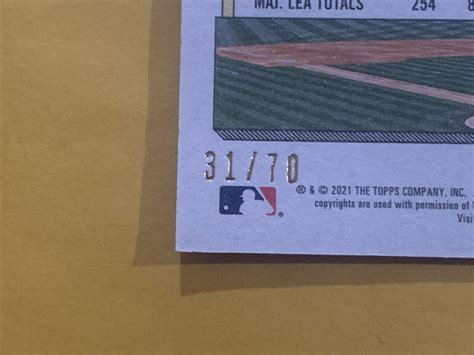 MAJ. LEA TOTALS 254
31/70
® & © 2021 THE TOPPS COMPANY, INC.
copyrights are used with permission of